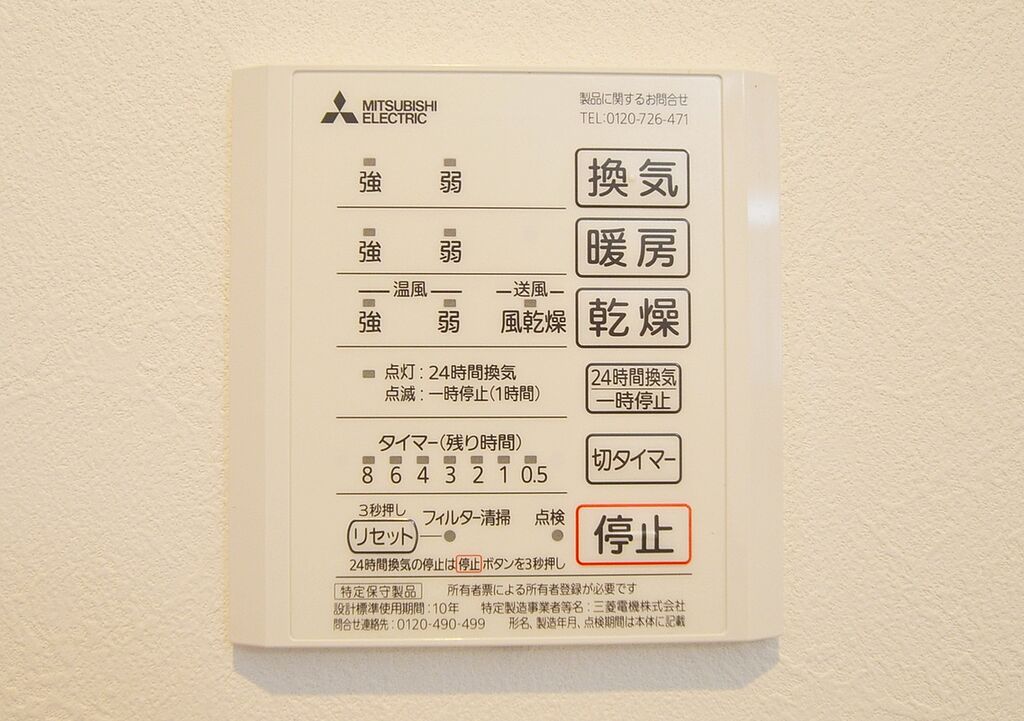 MITSUBISHI
ELECTRIC
製品に関するお問合せ
TEL:0120-726-471
強 弱 換気
強 弱 暖房
温風 送風
強 弱 風乾燥 乾燥
点灯:24時間換気
点滅:一時停止(1時間)
24時間換気
一時停止
タイマー(残り時間)
8 6 4 3 2 1 0.5
切タイマー
3秒押し
リセット フィルター清掃 点検
停止
24時間換気の停止は停止ボタンを3秒押し
特定保守製品 所有者票による所有者登録が必要です
設計標準使用期間:10年 特定製造事業者等名:三菱電機株式会社
問合せ連絡先:0120-490-499 形名、製造年月、点検期間は本体に記載